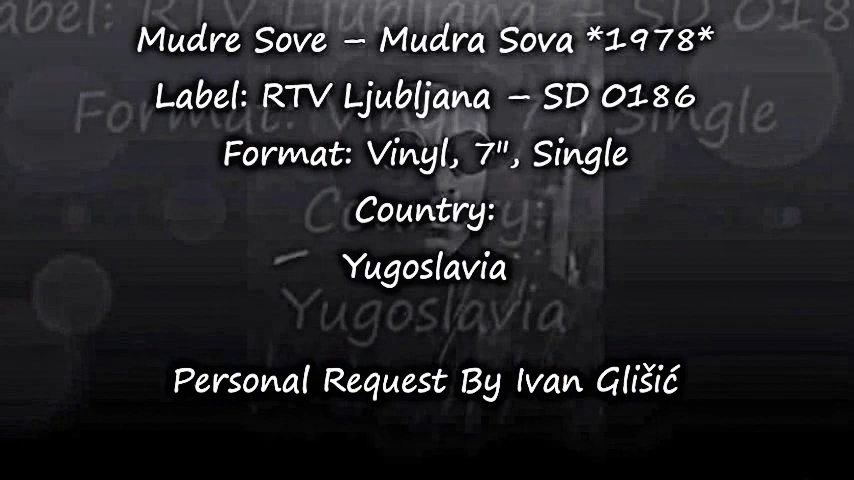 Mudre Sove – Mudra Sova *1978*
Label: RTV Ljubljana – SD 0186
Format: Vinyl, 7", Single
Country:
Yugoslavia
Personal Request By Ivan Glišić